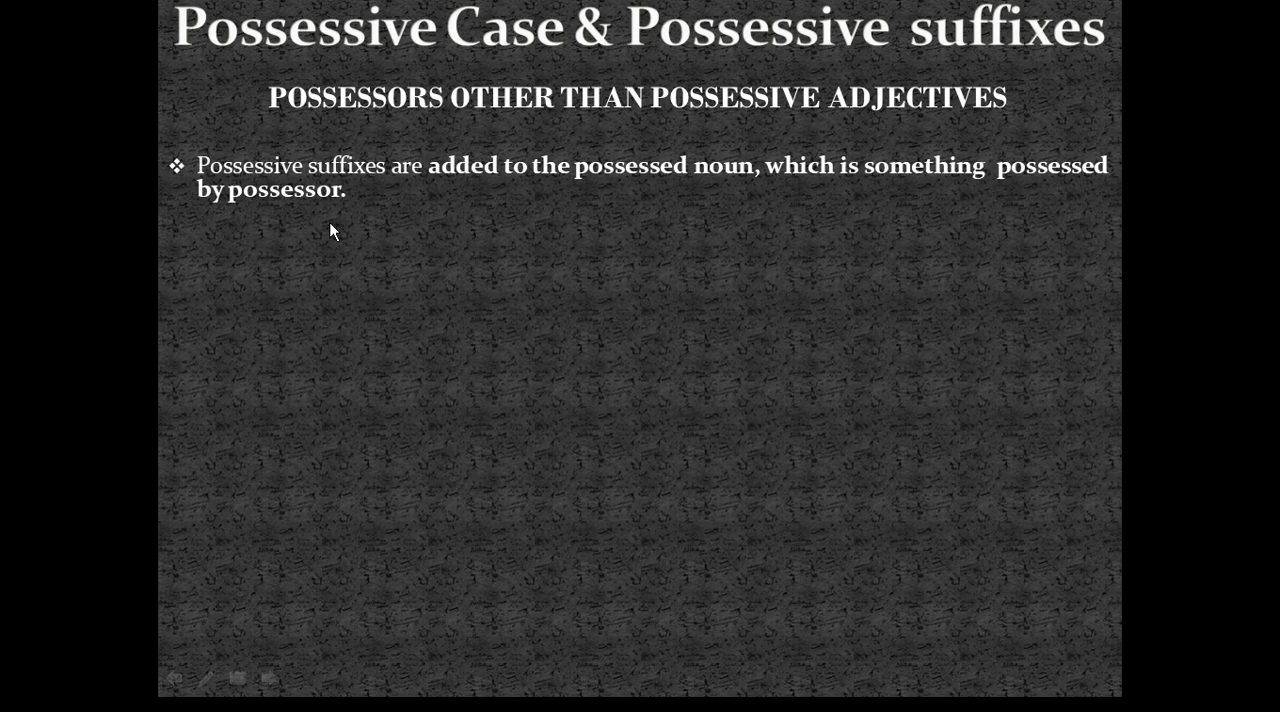 Possessive Case & Possessive suffixes
POSSESSORS OTHER THAN POSSESSIVE ADJECTIVES
❖ Possessive suffixes are added to the possessed noun, which is something possessed
by possessor.